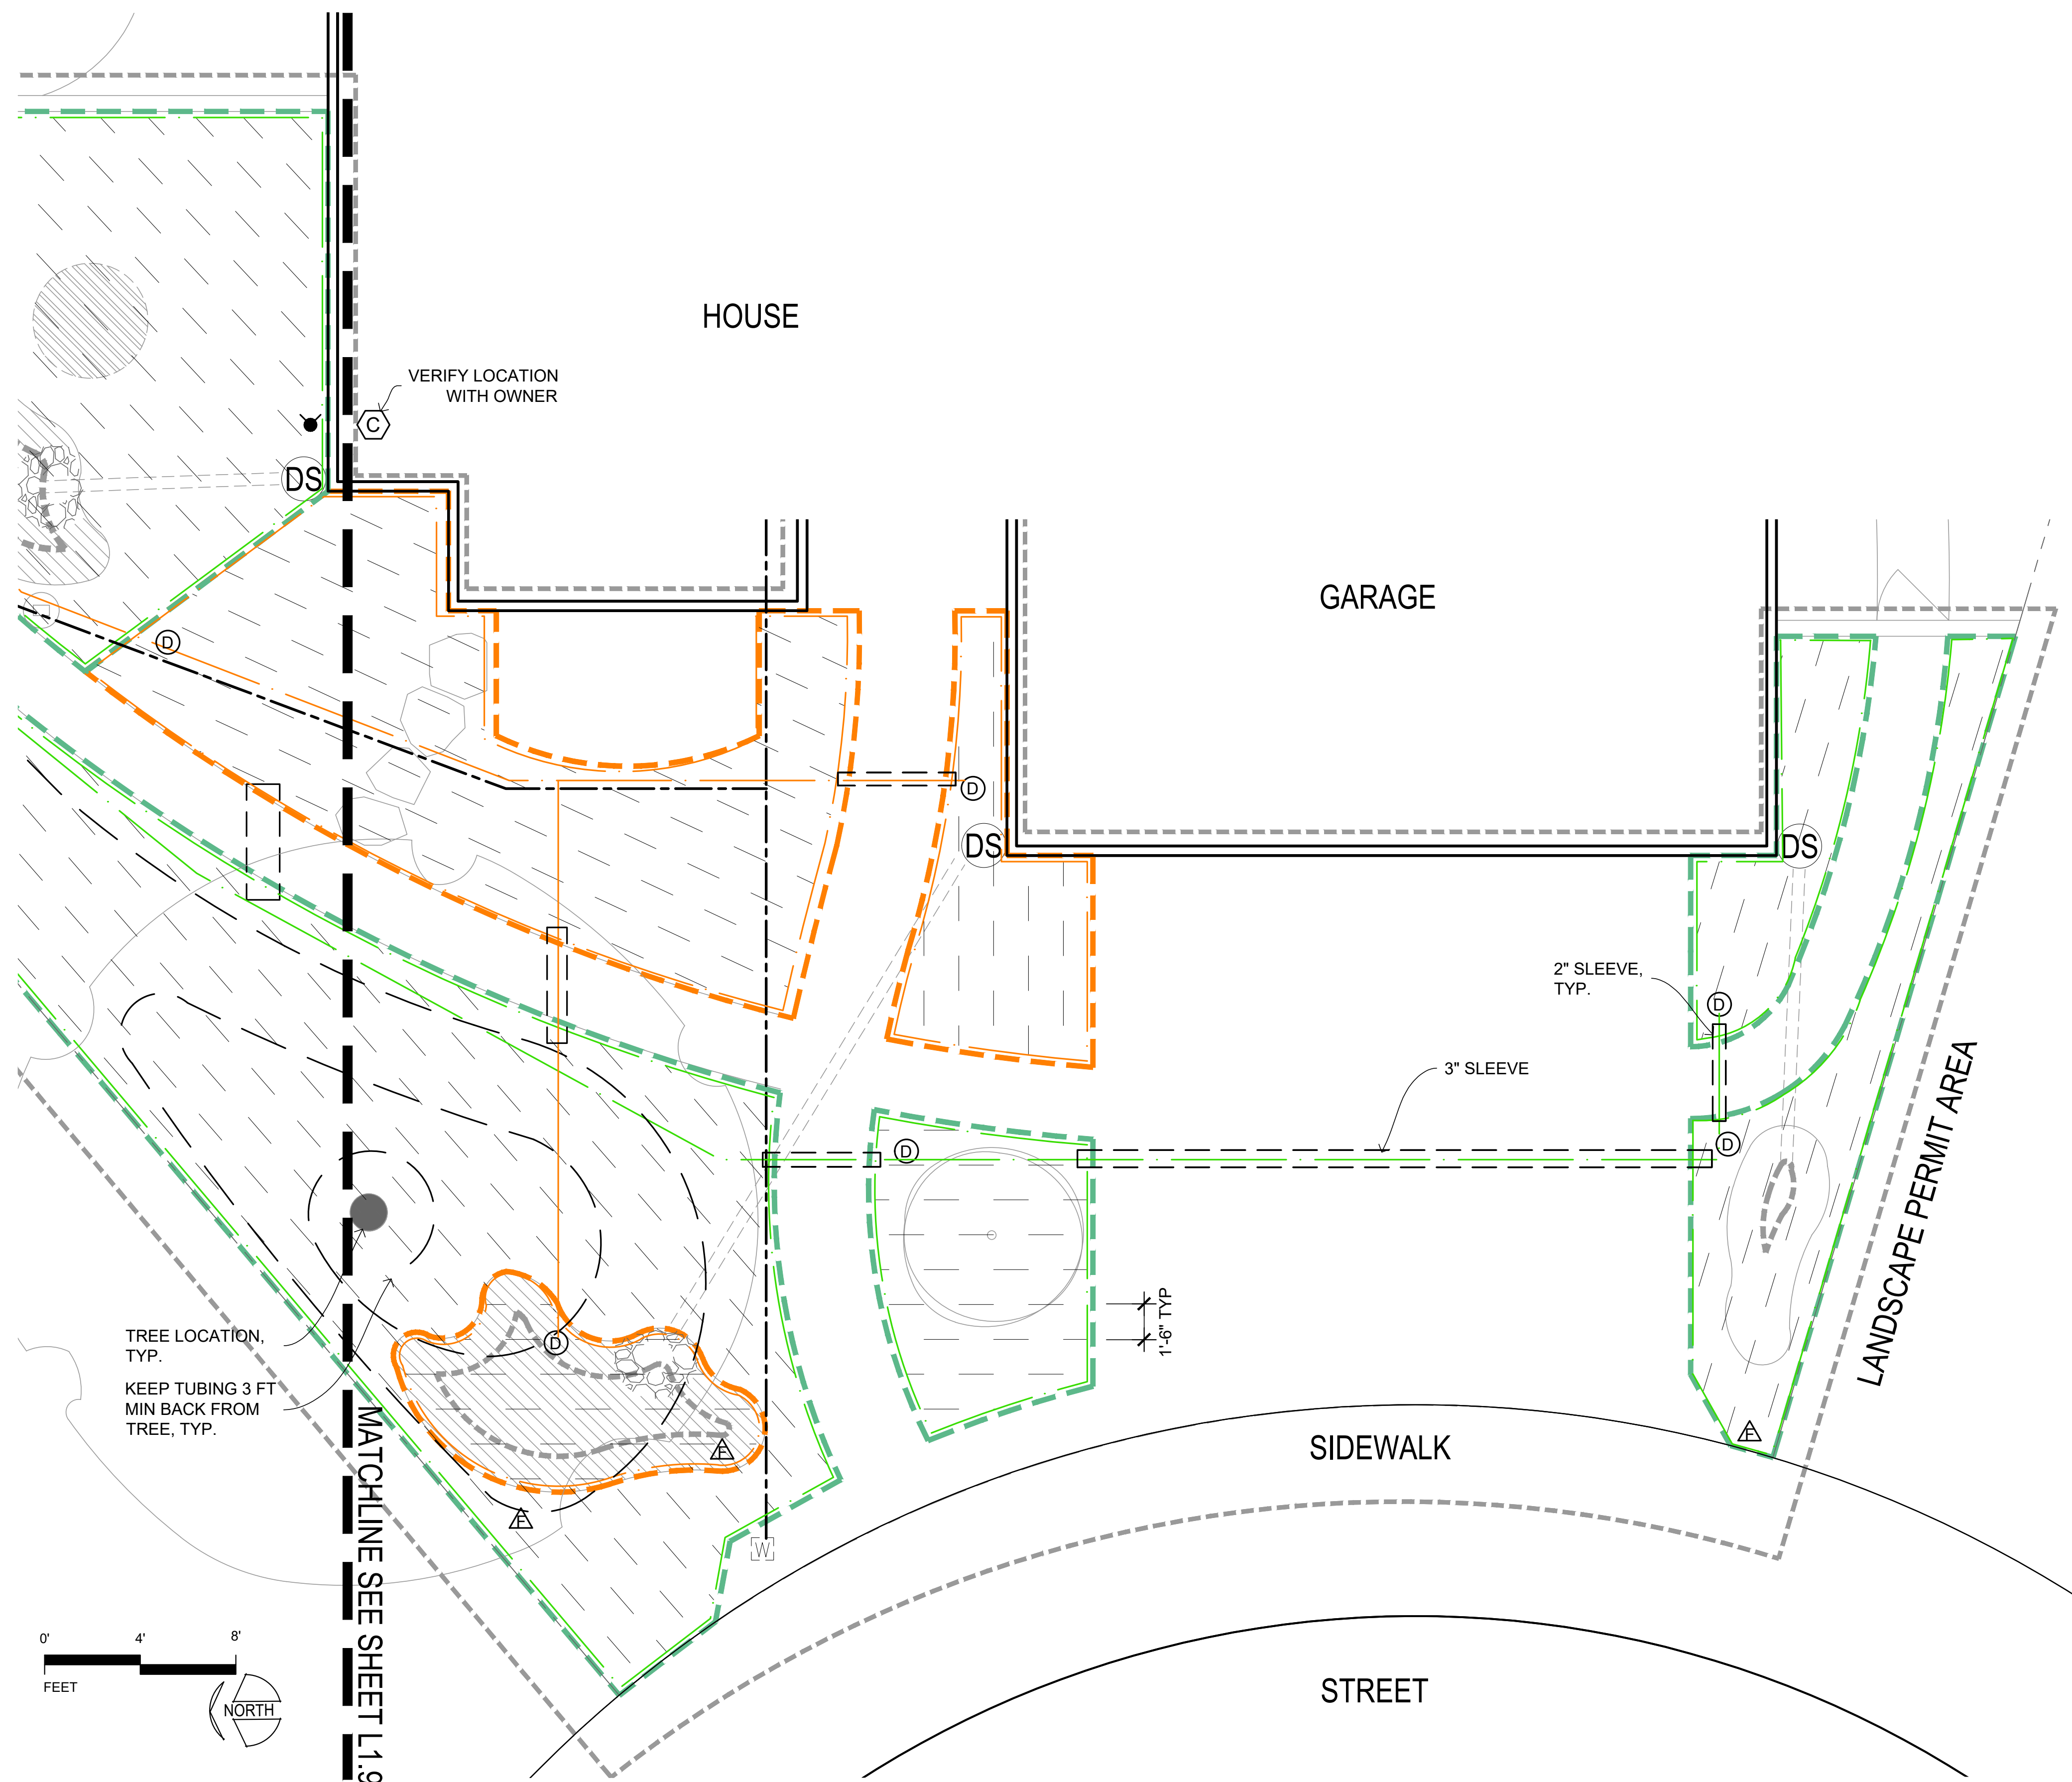 HOUSE
VERIFY LOCATION
WITH OWNER
C
DS
GARAGE
D
D
DS
DS
2" SLEEVE,
TYP.
D
3" SLEEVE
D
D
LANDSCAPE PERMIT AREA
1'-6" TYP
TREE LOCATION,
TYP.
D
KEEP TUBING 3 FT
MIN BACK FROM
TREE, TYP.
MATCHLINE SEE SHEET L1.9
F
F
F
SIDEWALK
W
0'
4'
8'
FEET
NORTH
STREET